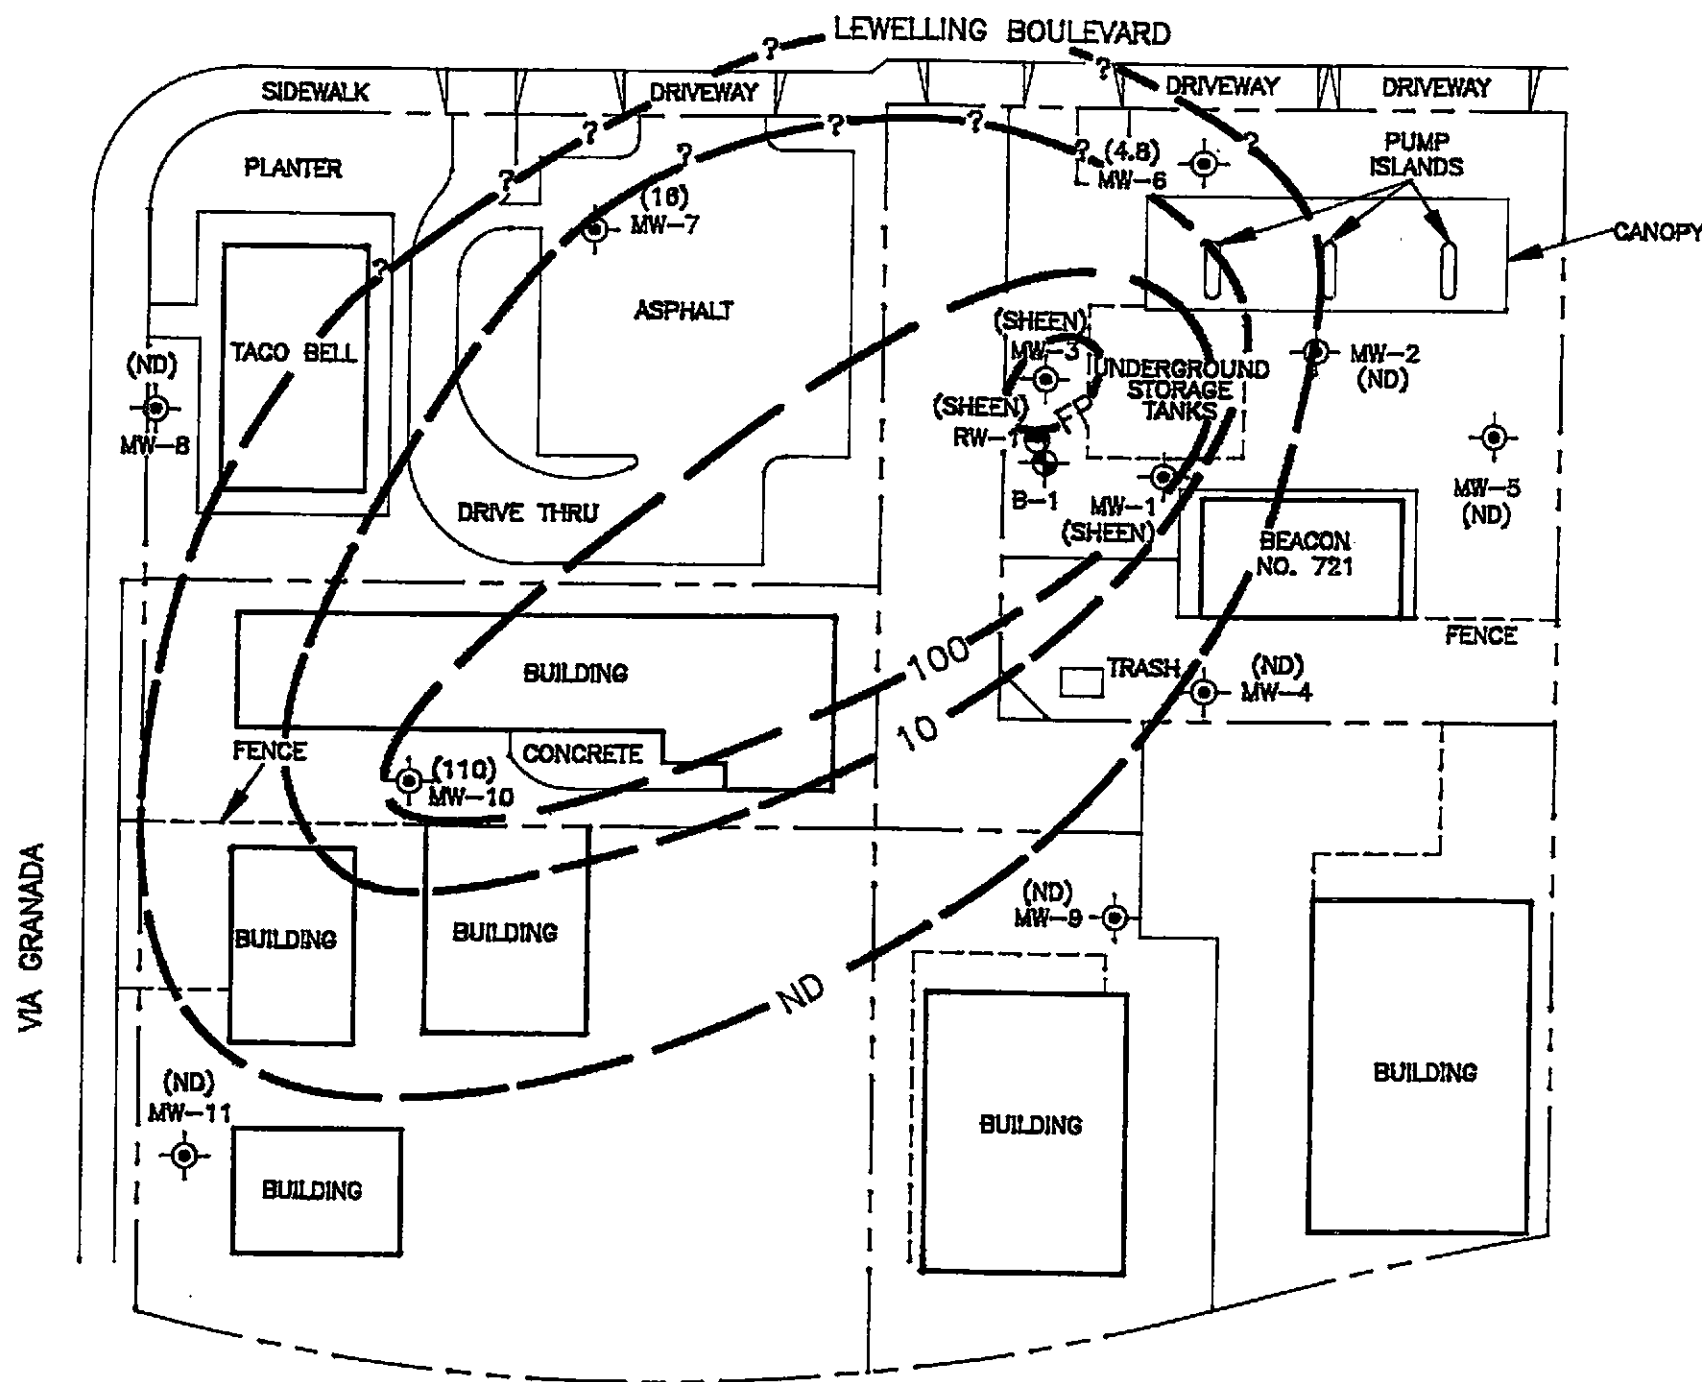 LEWELLING BOULEVARD
?
?
SIDEWALK
DRIVEWAY
DRIVEWAY
DRIVEWAY
?
?
?
?
?
?
PLANTER
(4.8)
MW-6
PUMP
ISLANDS
?
(16)
MW-7
CANOPY
?
ASPHALT
TACO BELL
(SHEEN)
MW-3
UNDERGROUND
STORAGE
TANKS
MW-2
(ND)
(ND)
MW-8
(SHEEN)
RW-1
FP
B-1
MW-1
(SHEEN)
MW-5
(ND)
DRIVE THRU
BEACON
NO. 721
FENCE
BUILDING
100
TRASH
(ND)
MW-4
10
FENCE
CONCRETE
(110)
MW-10
VIA GRANADA
(ND)
MW-9
BUILDING
BUILDING
ND
(ND)
MW-11
BUILDING
BUILDING
BUILDING